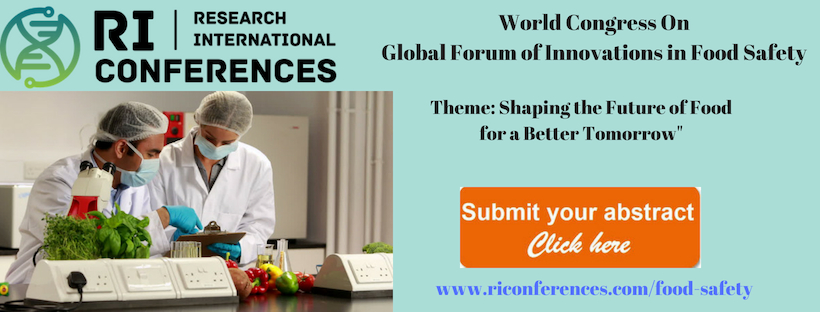 RI
CONFERENCES
RESEARCH
INTERNATIONAL
World Congress On
Global Forum of Innovations in Food Safety
Theme: Shaping the Future of Food
for a Better Tomorrow"
Submit your abstract
Click here
www.riconferences.com/food-safety